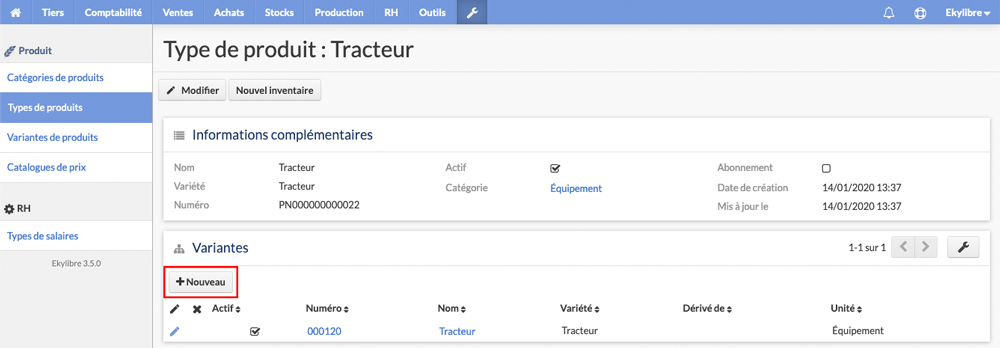 Tiers Comptabilité Ventes Achats Stocks Production RH Outils Ekylibre
Produit
Catégories de produits
Types de produits
Variantes de produits
Catalogues de prix
RH
Types de salaires
Ekylibre 3.5.0
Type de produit : Tracteur
Modifier Nouvel inventaire
Informations complémentaires
Nom Tracteur Actif Abonnement
Variété Tracteur Catégorie Équipement Date de création 14/01/2020 13:37
Numéro PN000000000022 Mis à jour le 14/01/2020 13:37
Variantes 1-1 sur 1
Nouveau
Actif Numéro Nom Variété Dérivé de Unité
000120 Tracteur Tracteur Équipement